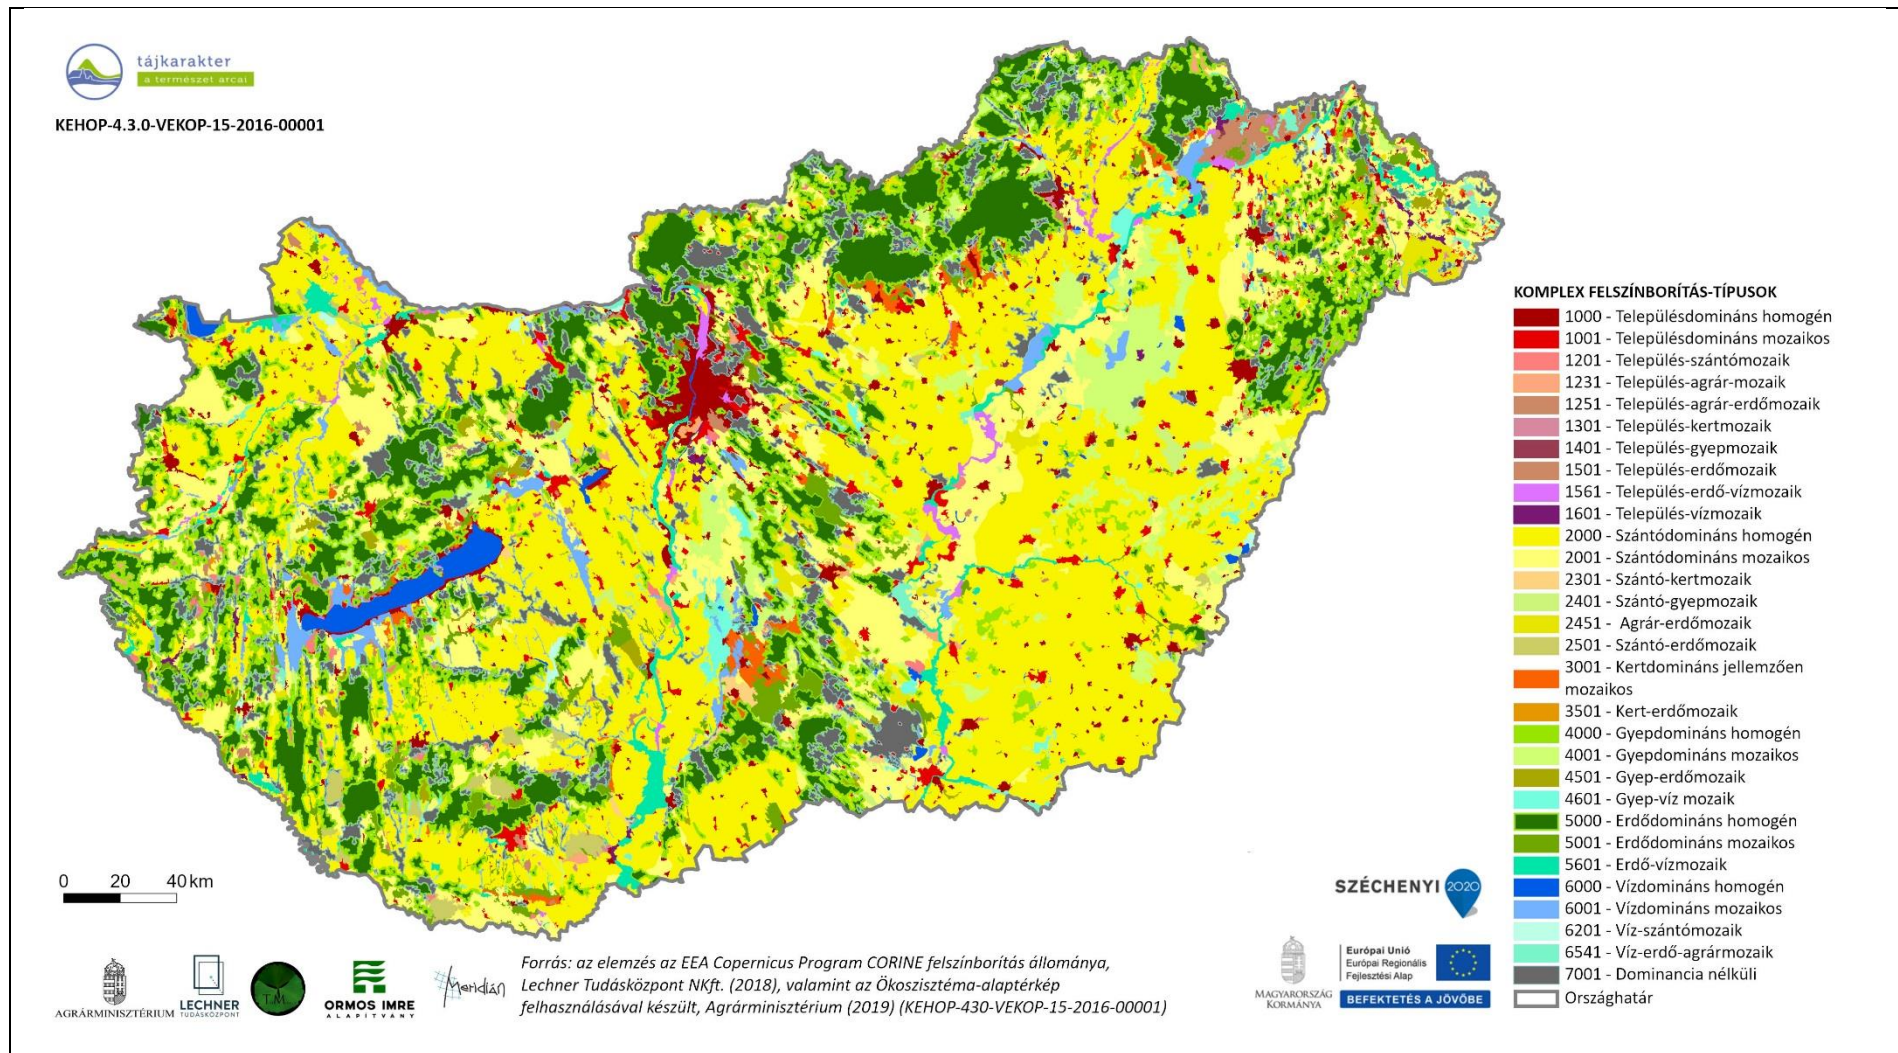 tájkarakter
a természet arcai
KEHOP-4.3.0-VEKOP-15-2016-00001
KOMPLEX FELSZÍNBORÍTÁS-TÍPUSOK
1000 - Településdomináns homogén
1001 - Településdomináns mozaikos
1201 - Település-szántómozaik
1231 - Település-agrár-mozaik
1251 - Település-agrár-erdőmozaik
1301 - Település-kertmozaik
1401 - Település-gyepmozaik
1501 - Település-erdőmozaik
1561 - Település-erdő-vízmozaik
1601 - Település-vízmozaik
2000 - Szántódomináns homogén
2001 - Szántódomináns mozaikos
2301 - Szántó-kertmozaik
2401 - Szántó-gyepmozaik
2451 - Agrár-erdőmozaik
2501 - Szántó-erdőmozaik
3001 - Kertdomináns jellemzően
mozaikos
3501 - Kert-erdőmozaik
4000 - Gyepdomináns homogén
4001 - Gyepdomináns mozaikos
4501 - Gyep-erdőmozaik
4601 - Gyep-víz mozaik
5000 - Erdődomináns homogén
5001 - Erdődomináns mozaikos
5601 - Erdő-vízmozaik
6000 - Vízdomináns homogén
6001 - Vízdomináns mozaikos
6201 - Víz-szántómozaik
6541 - Víz-erdő-agrármozaik
7001 - Dominancia nélküli
Országhatár
0 20 40 km
SZÉCHENYI 2020
AGRÁRMINISZTÉRIUM
LECHNER
TUDÁSKÖZPONT
T.M.
ORMOS IMRE
ALAPÍTVÁNY
Meridián
Forrás: az elemzés az EEA Copernicus Program CORINE felszínborítás állománya,
Lechner Tudásközpont NKft. (2018), valamint az Ökoszisztéma-alaptérkép
felhasználásával készült, Agrárminisztérium (2019) (KEHOP-430-VEKOP-15-2016-00001)
MAGYARORSZÁG
KORMÁNYA
Európai Unió
Európai Regionális
Fejlesztési Alap
BEFEKTETÉS A JÖVŐBE